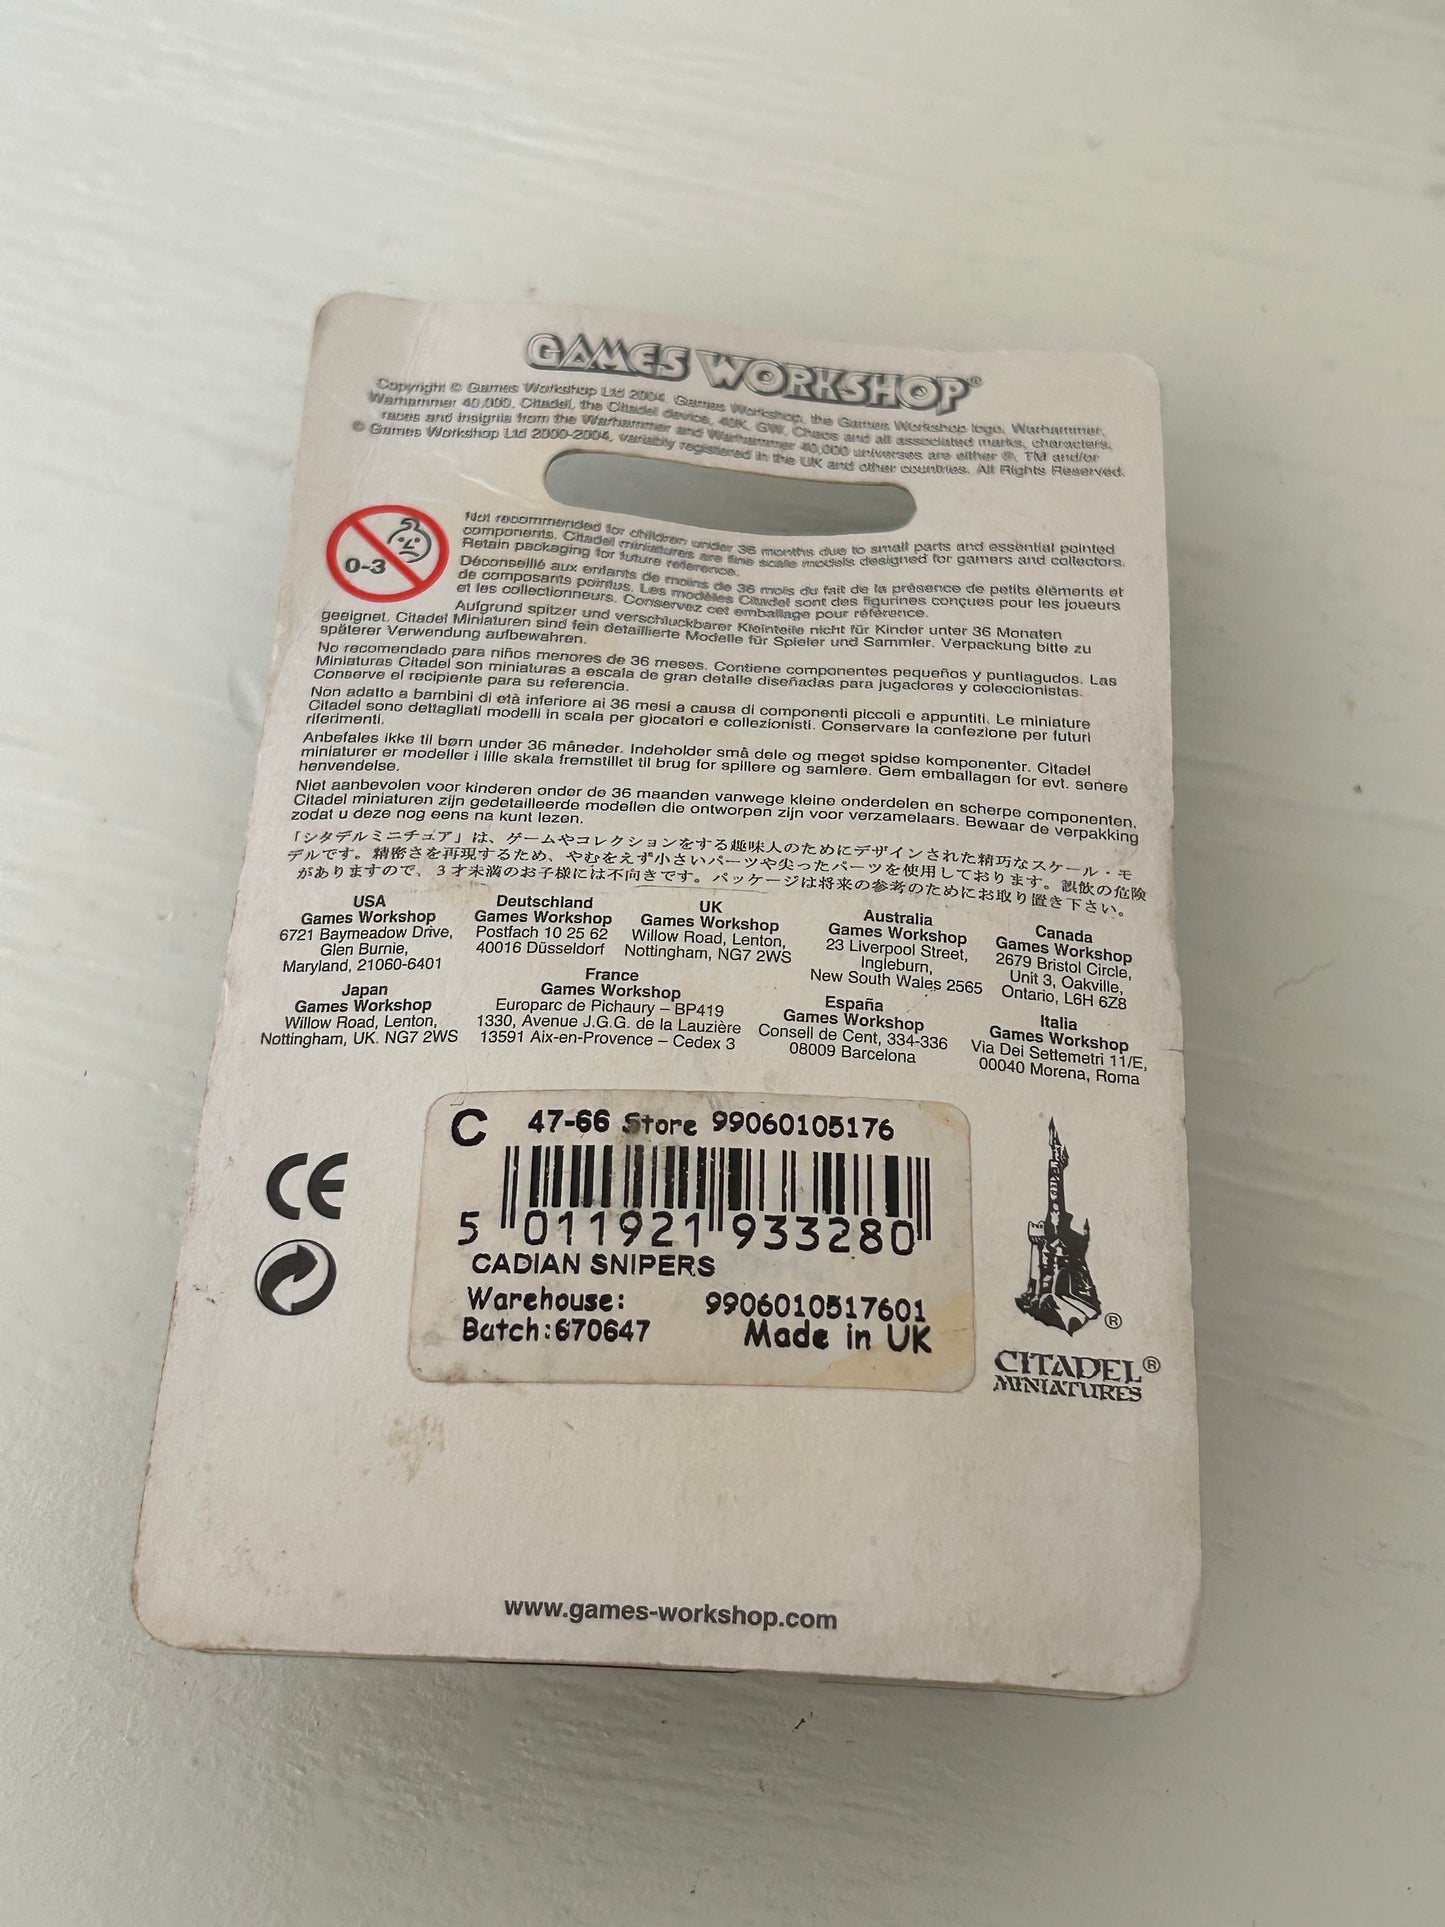 GAMES WORKSHOP®
Copyright © Games Workshop Ltd 2004. Games Workshop, the Games Workshop logo, Warhammer,
Warhammer 40,000, Citadel, the Citadel device, 40K, GW, Chaos and all associated marks, characters,
races and insignia from the Warhammer and Warhammer 40,000 universes are either ®, TM and/or
© Games Workshop Ltd 2000-2004, variably registered in the UK and other countries. All Rights Reserved.
0-3
Not recommended for children under 36 months due to small parts and essential pointed
components. Citadel miniatures are fine scale models designed for gamers and collectors.
Retain packaging for future reference.
Déconseillé aux enfants de moins de 36 mois du fait de la présence de petits éléments et
de composants pointus. Les modèles Citadel sont des figurines conçues pour les joueurs
et les collectionneurs. Conservez cet emballage pour référence.
Aufgrund spitzer und verschluckbarer Kleinteile nicht für Kinder unter 36 Monaten
geeignet. Citadel Miniaturen sind fein detaillierte Modelle für Spieler und Sammler. Verpackung bitte zu
späterer Verwendung aufbewahren.
No recomendado para niños menores de 36 meses. Contiene componentes pequeños y puntiagudos. Las
Miniaturas Citadel son miniaturas a escala de gran detalle diseñadas para jugadores y coleccionistas.
Conserve el recipiente para su referencia.
Non adatto a bambini di età inferiore ai 36 mesi a causa di componenti piccoli e appuntiti. Le miniature
Citadel sono dettagliati modelli in scala per giocatori e collezionisti. Conservare la confezione per futuri
riferimenti.
Anbefales ikke til børn under 36 måneder. Indeholder små dele og meget spidse komponenter. Citadel
miniaturer er modeller i lille skala fremstillet til brug for spillere og samlere. Gem emballagen for evt. senere
henvendelse.
Niet aanbevolen voor kinderen onder de 36 maanden vanwege kleine onderdelen en scherpe componenten.
Citadel miniaturen zijn gedetailleerde modellen die ontworpen zijn voor verzamelaars. Bewaar de verpakking
zodat u deze nog eens na kunt lezen.
「シタデルミニチュア」は、ゲームやコレクションをする趣味人のためにデザインされた精巧なスケール・モ
デルです。精密さを再現するため、やむをえず小さいパーツや尖ったパーツを使用しております。誤飲の危険
がありますので、3才未満のお子様には不向きです。パッケージは将来の参考のためにお取り置き下さい。
USA
Games Workshop
6721 Baymeadow Drive,
Glen Burnie,
Maryland, 21060-6401
Deutschland
Games Workshop
Postfach 10 25 62
40016 Düsseldorf
UK
Games Workshop
Willow Road, Lenton,
Nottingham, NG7 2WS
Australia
Games Workshop
23 Liverpool Street,
Ingleburn,
New South Wales 2565
Canada
Games Workshop
2679 Bristol Circle,
Unit 3, Oakville,
Ontario, L6H 6Z8
Japan
Games Workshop
Willow Road, Lenton,
Nottingham, UK. NG7 2WS
France
Games Workshop
Europarc de Pichaury – BP419
1330, Avenue J.G.G. de la Lauzière
13591 Aix-en-Provence – Cedex 3
España
Games Workshop
Consell de Cent, 334-336
08009 Barcelona
Italia
Games Workshop
Via Dei Settemetri 11/E,
00040 Morena, Roma
C 47-66 Store 99060105176
5 011921 933280
CADIAN SNIPERS
Warehouse: 9906010517601
Batch:670647 Made in UK
CE
®
CITADEL®
MINIATURES
www.games-workshop.com